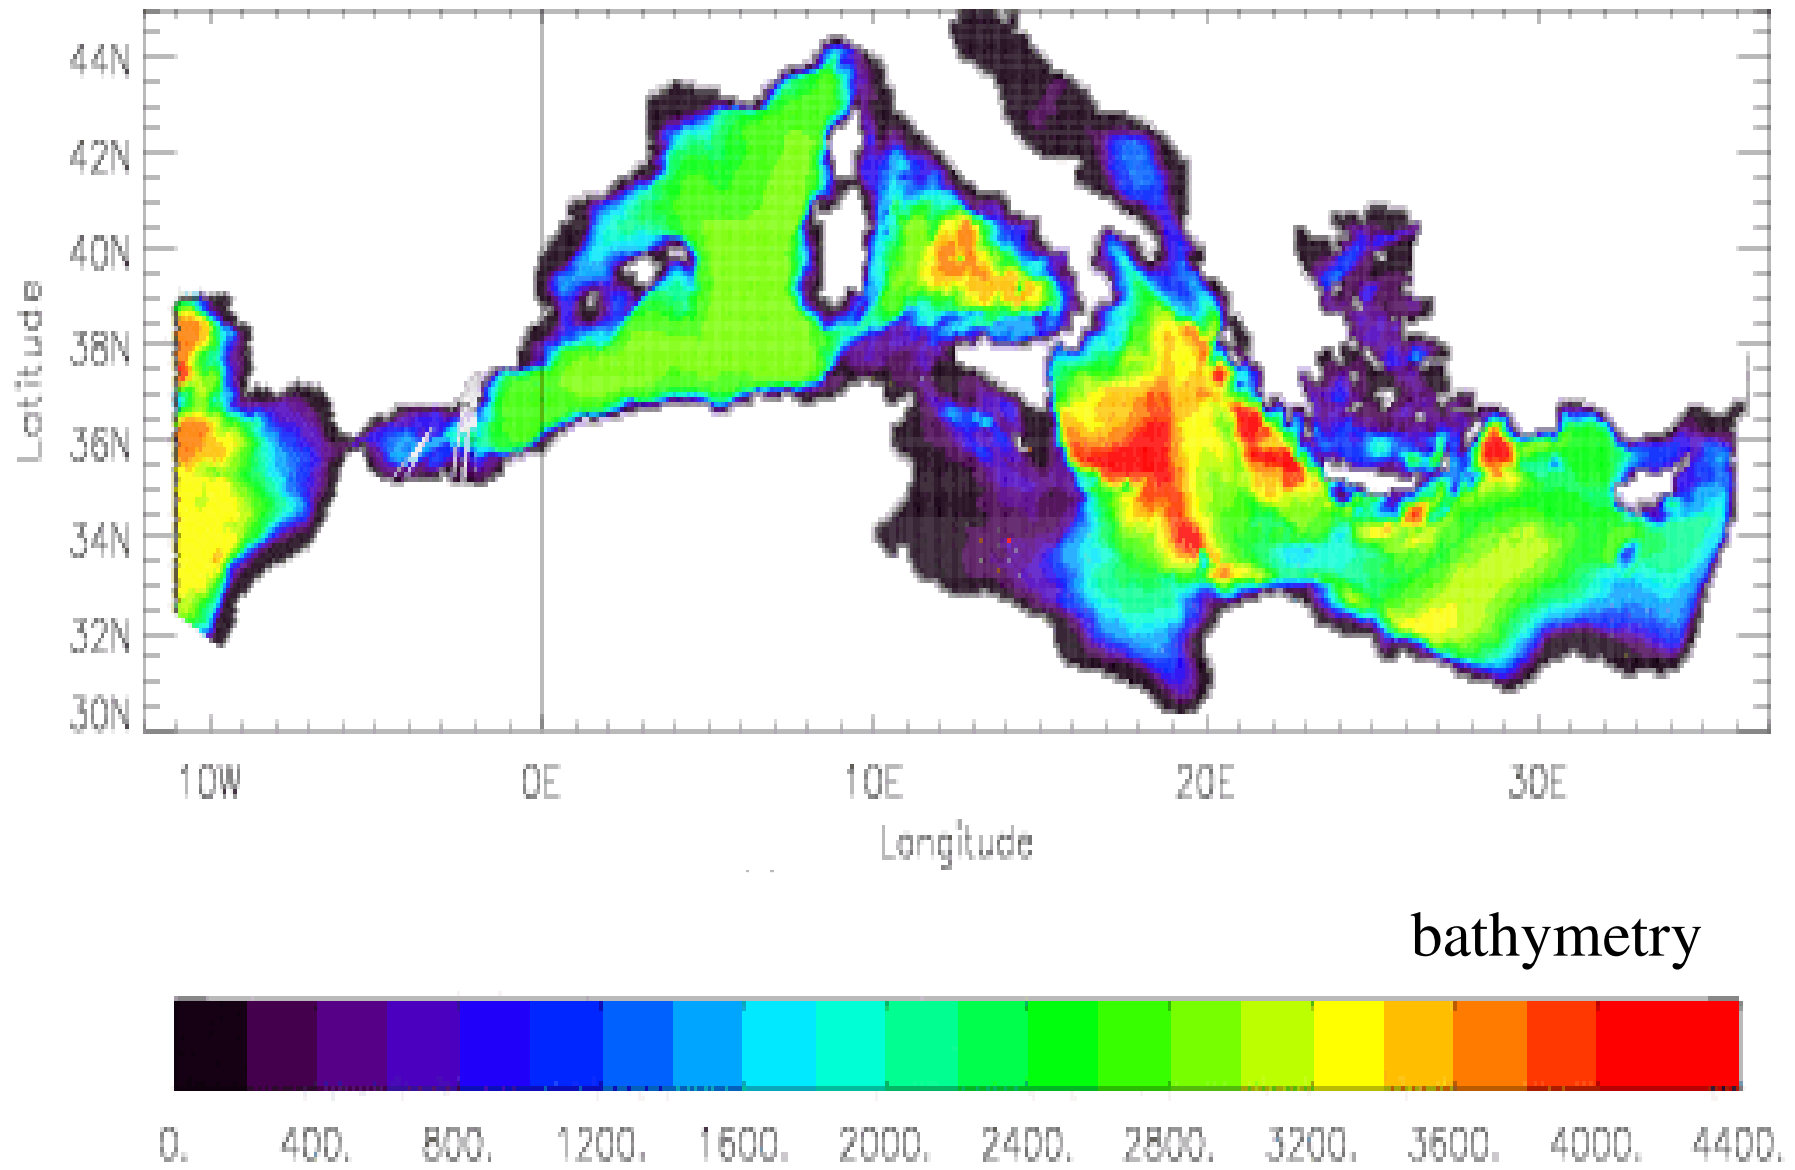 44N
42N
40N
38N
36N
34N
32N
30N
Latitude
10W 0E 10E 20E 30E
Longitude
bathymetry
0. 400. 800. 1200. 1600. 2000. 2400. 2800. 3200. 3600. 4000. 4400.